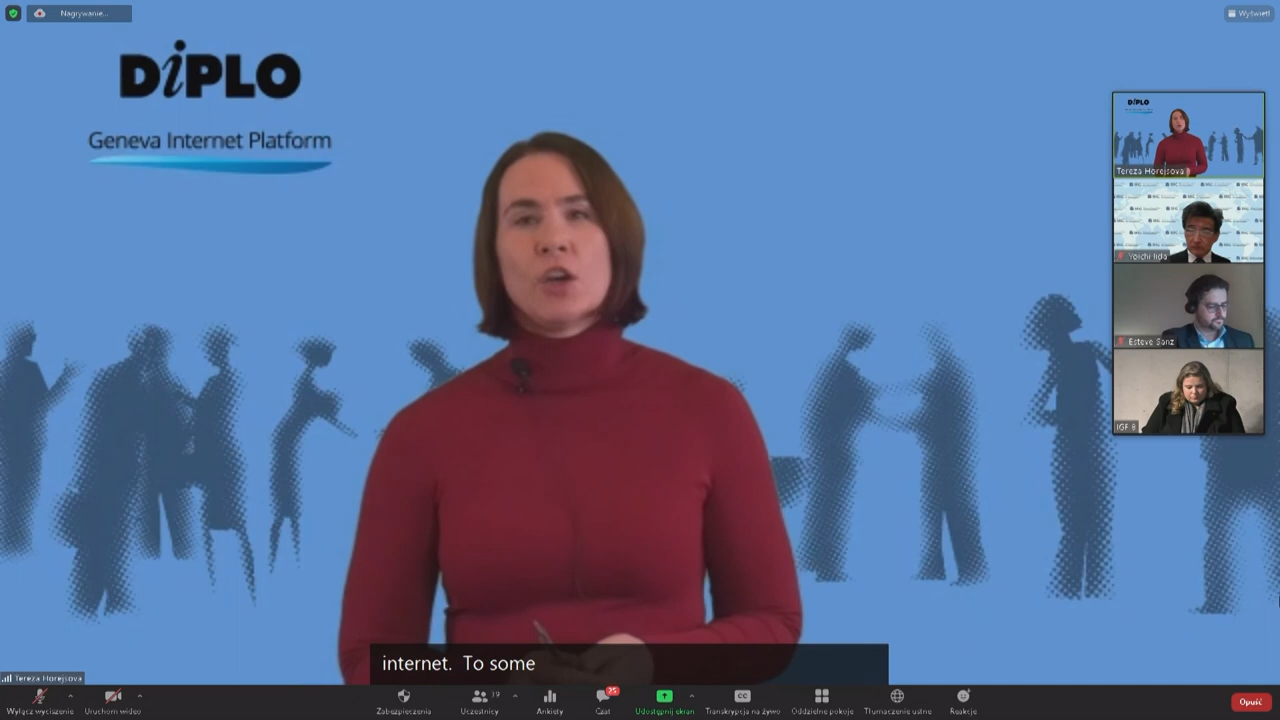 Nagrywanie...
Wyświetl
DiPLO
Geneva Internet Platform
DiPLO
Tereza Horejsova
Yoichi Iida
Esteve Sanz
IGF 8
internet. To some
Tereza Horejsova
Wyłącz wyciszenie
Uruchom wideo
Zabezpieczenia
39
Uczestnicy
Ankiety
25
Czat
Udostępnij ekran
CC
Transkrypcja na żywo
Oddzielne pokoje
Tłumaczenie ustne
Reakcje
Opuść